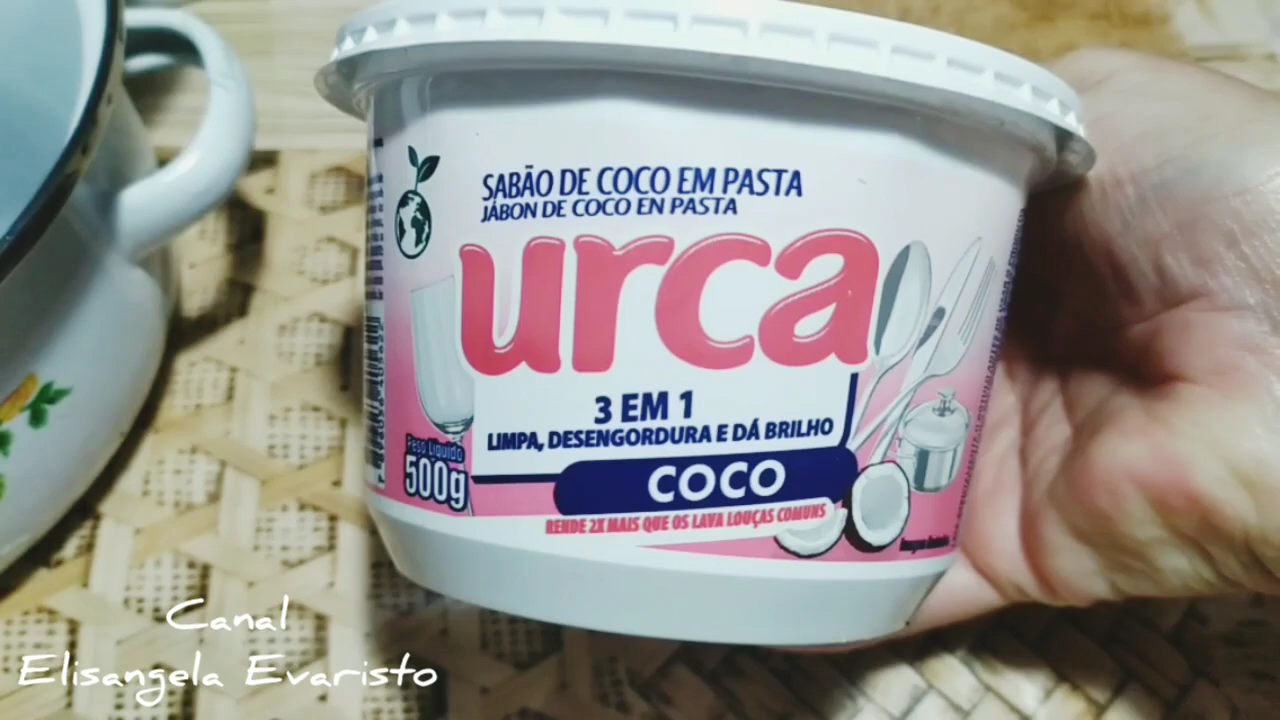 SABÃO DE COCO EM PASTA
JÁBON DE COCO EN PASTA
urca
3 EM 1
LIMPA, DESENGORDURA E DÁ BRILHO
Peso Líquido
500g
COCO
RENDE 2X MAIS QUE OS LAVA LOUÇAS COMUNS
Canal
Elisangela Evaristo